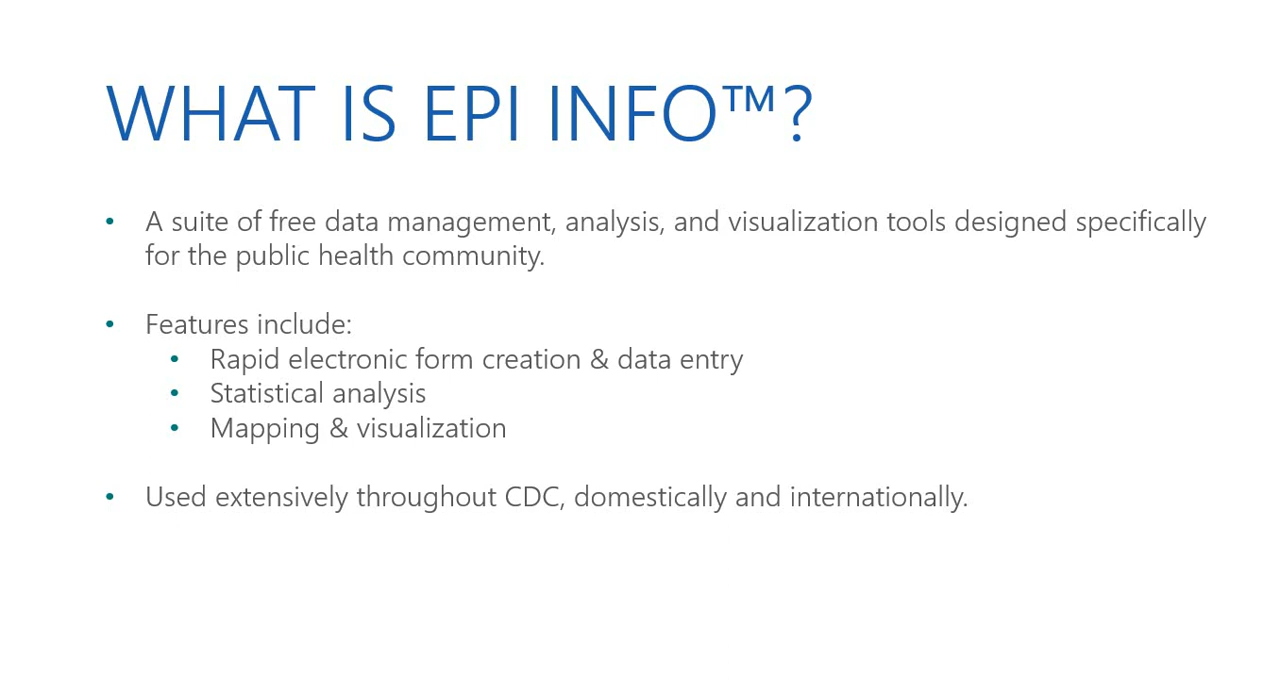 WHAT IS EPI INFO™?
• A suite of free data management, analysis, and visualization tools designed specifically
for the public health community.
• Features include:
• Rapid electronic form creation & data entry
• Statistical analysis
• Mapping & visualization
• Used extensively throughout CDC, domestically and internationally.